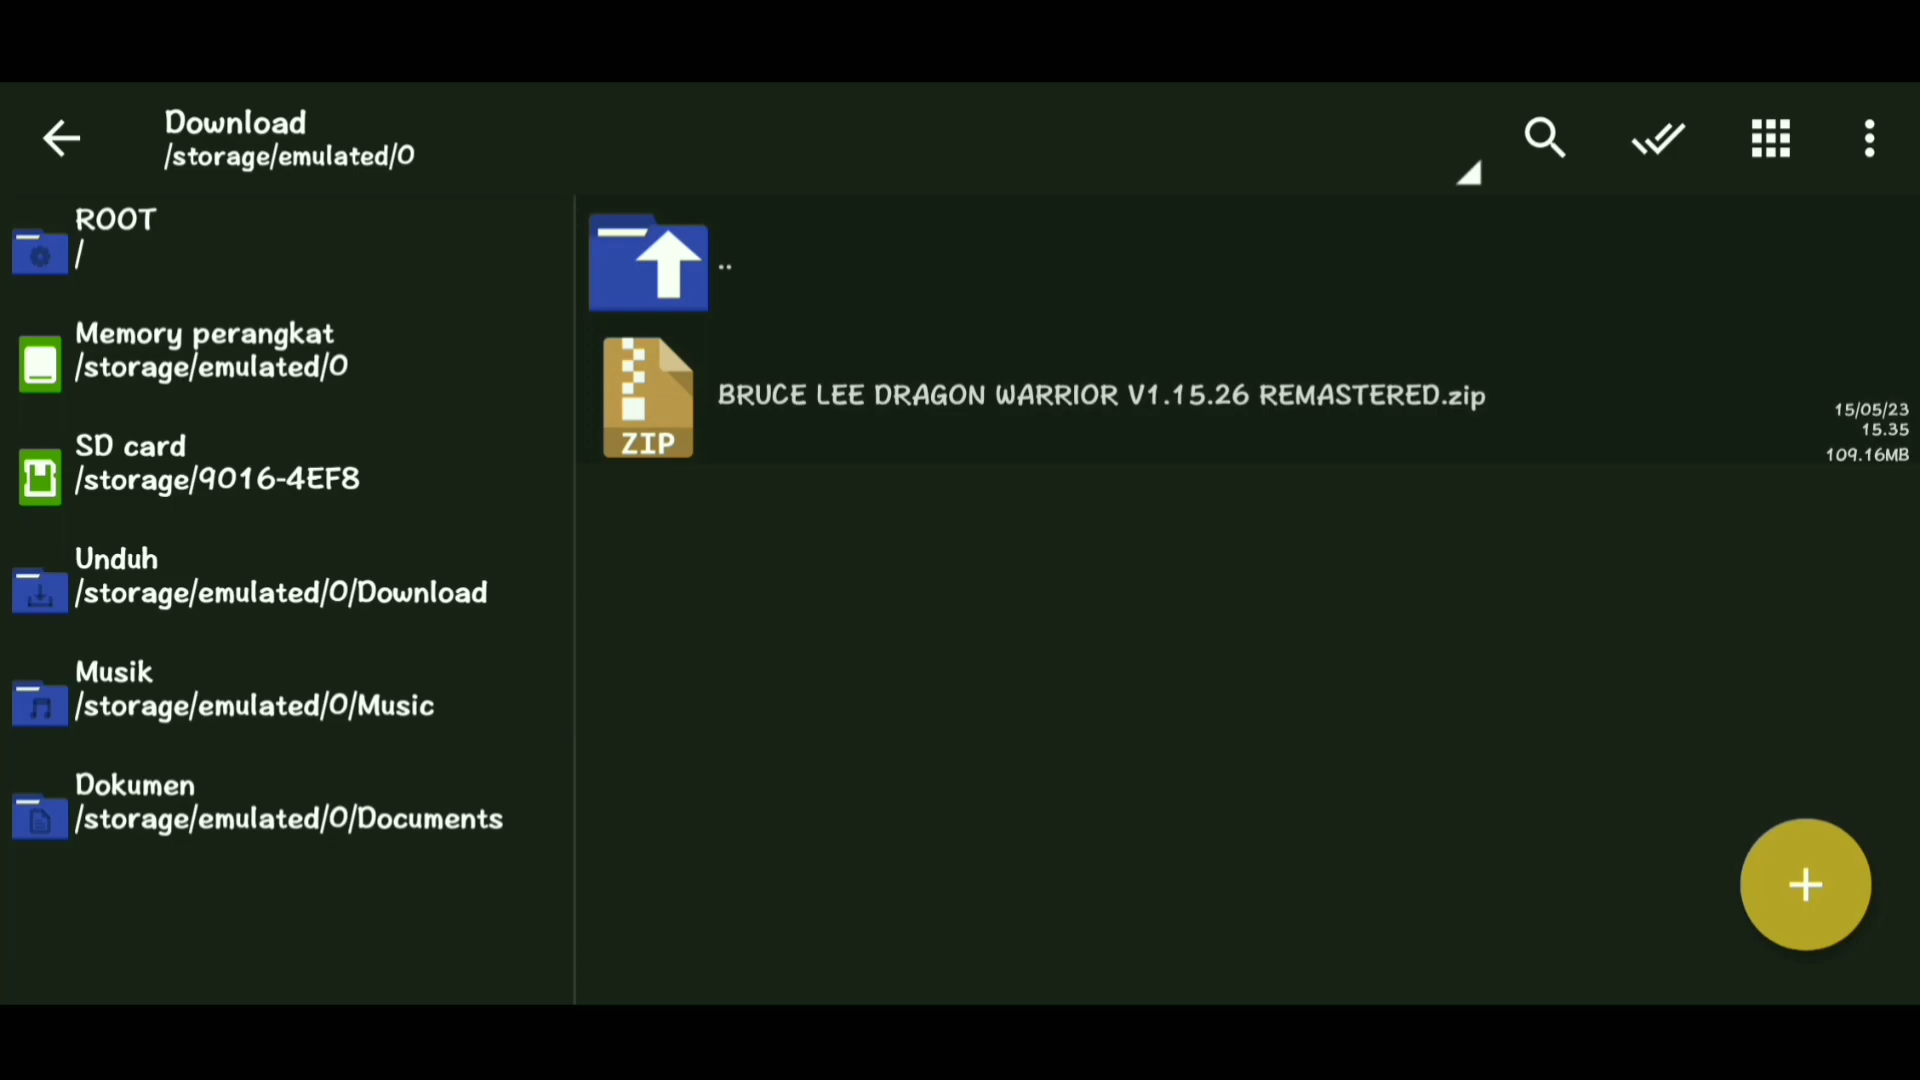 Download
/storage/emulated/0
ROOT
/
Memory perangkat
/storage/emulated/0
SD card
/storage/9016-4EF8
Unduh
/storage/emulated/0/Download
Musik
/storage/emulated/0/Music
Dokumen
/storage/emulated/0/Documents
..
ZIP
BRUCE LEE DRAGON WARRIOR V1.15.26 REMASTERED.zip
15/05/23
15.35
109.16MB